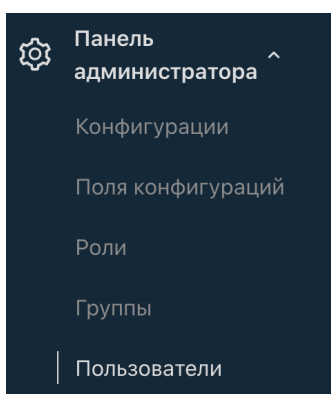 Панель
администратора
Конфигурации
Поля конфигураций
Роли
Группы
Пользователи